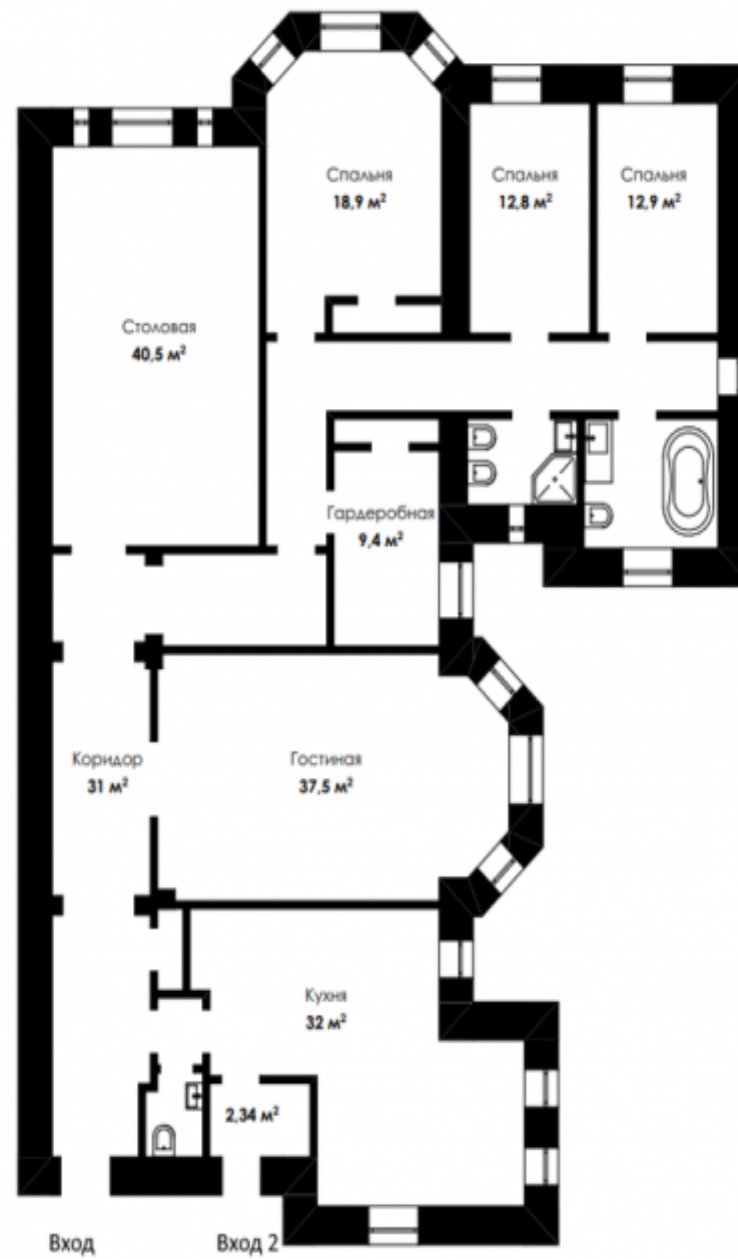 Спальня
18,9 м²
Спальня
12,8 м²
Спальня
12,9 м²
Столовая
40,5 м²
Гардеробная
9,4 м²
Коридор
31 м²
Гостиная
37,5 м²
Кухня
32 м²
2,34 м²
Вход
Вход 2